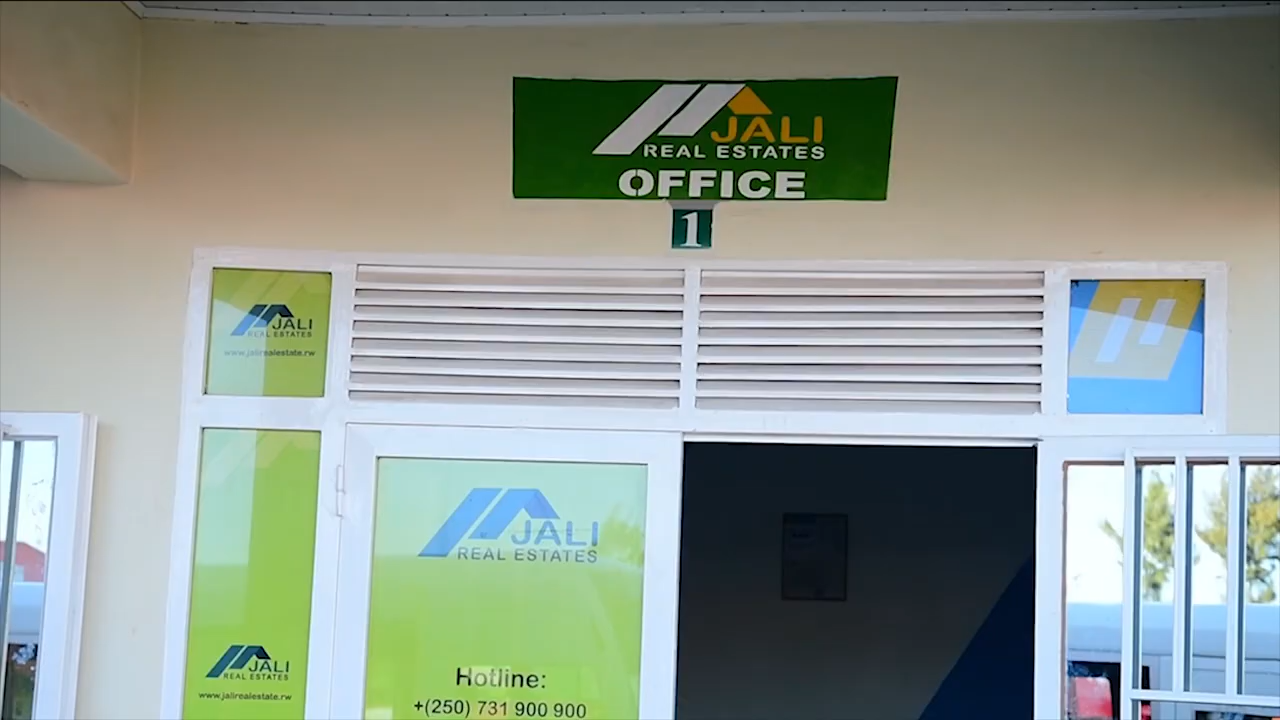 JALI
REAL ESTATES
OFFICE
1
JALI
REAL ESTATES
www.jalirealestate.rw
JALI
REAL ESTATES
Hotline:
+(250) 731 900 900
JALI
REAL ESTATES
www.jalirealestate.rw